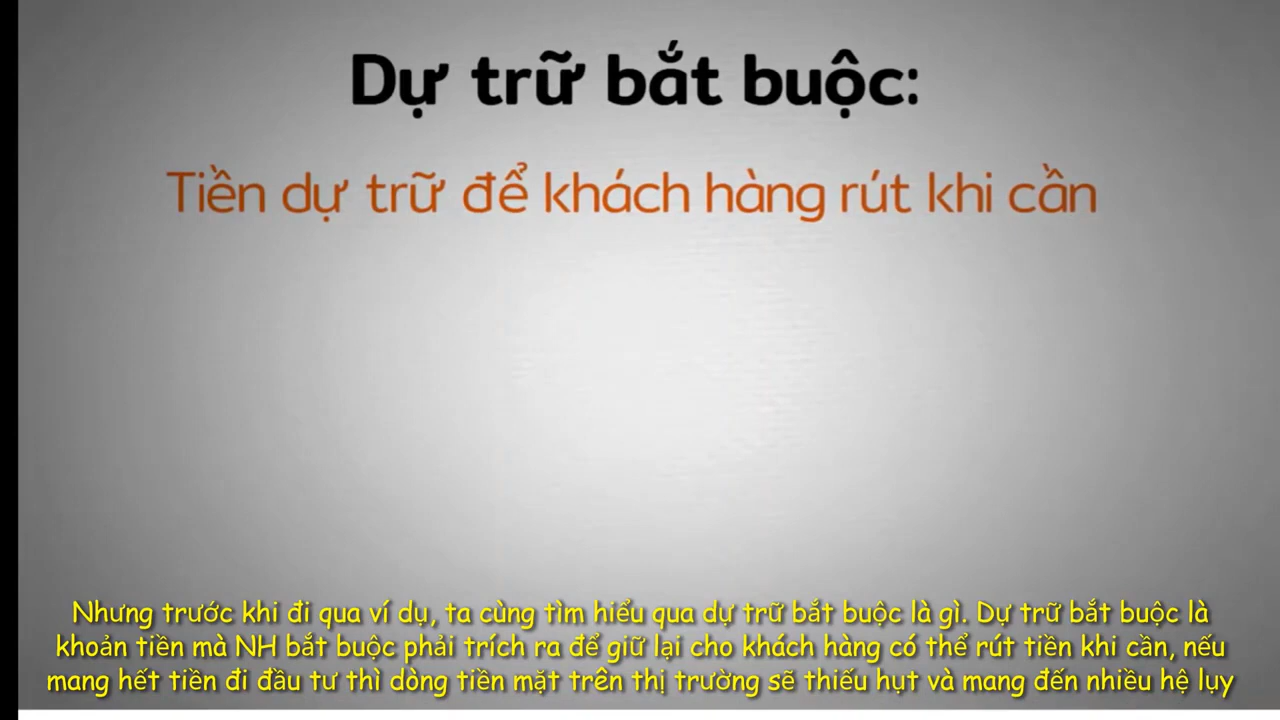 Dự trữ bắt buộc:
Tiền dự trữ để khách hàng rút khi cần
Nhưng trước khi đi qua ví dụ, ta cùng tìm hiểu qua dự trữ bắt buộc là gì. Dự trữ bắt buộc là
khoản tiền mà NH bắt buộc phải trích ra để giữ lại cho khách hàng có thể rút tiền khi cần, nếu
mang hết tiền đi đầu tư thì dòng tiền mặt trên thị trường sẽ thiếu hụt và mang đến nhiều hệ lụy